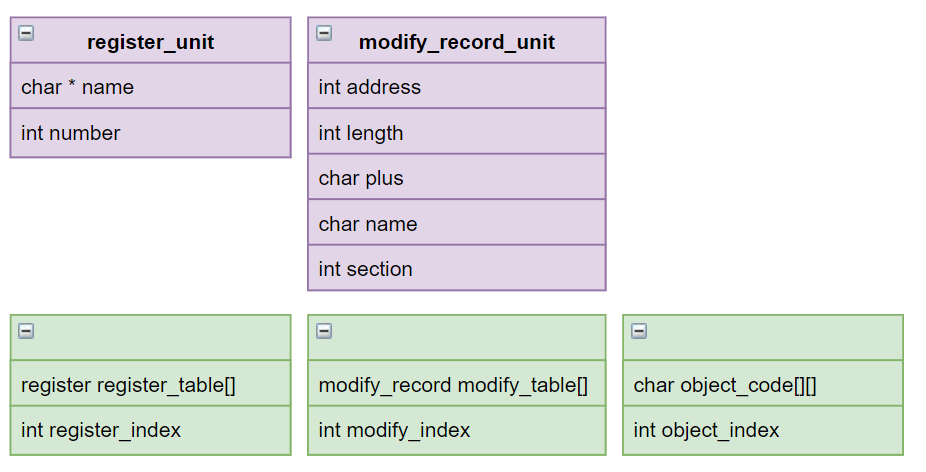 register_unit
char * name
int number
modify_record_unit
int address
int length
char plus
char name
int section
register register_table[]
int register_index
modify_record modify_table[]
int modify_index
char object_code[][]
int object_index